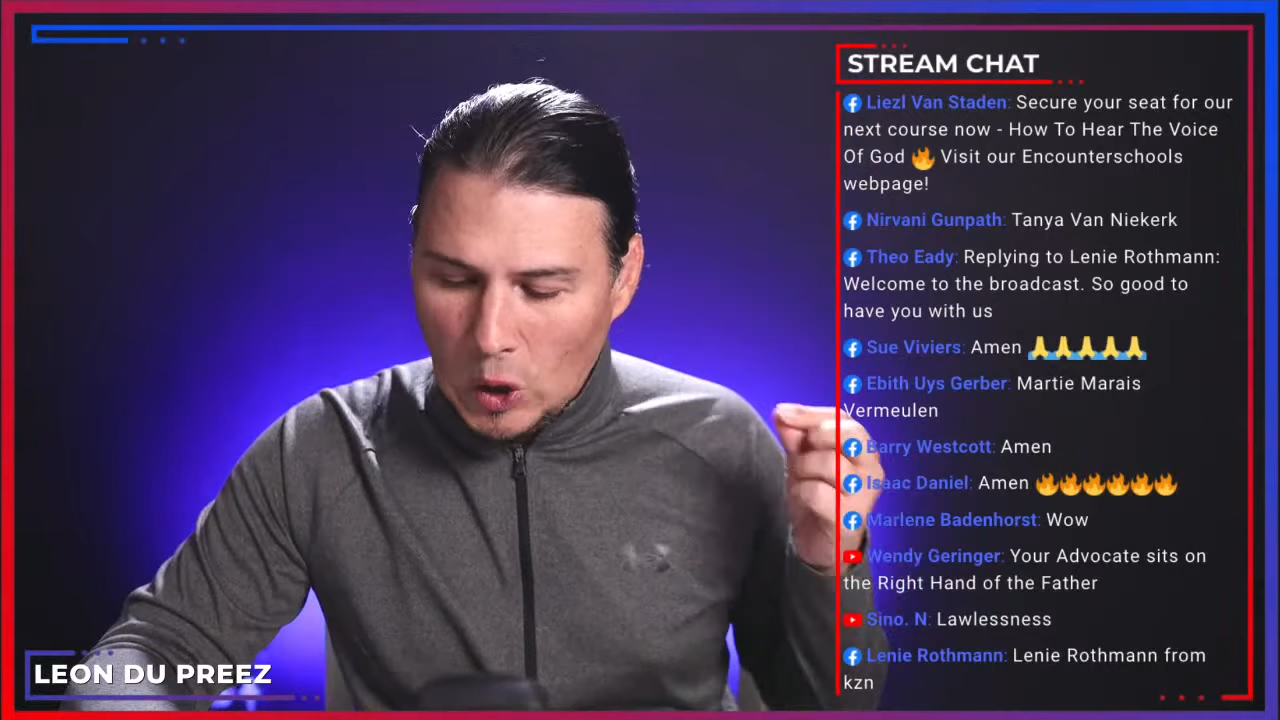 STREAM CHAT
Liezl Van Staden: Secure your seat for our
next course now - How To Hear The Voice
Of God 🔥 Visit our Encounterschools
webpage!
Nirvani Gunpath: Tanya Van Niekerk
Theo Eady: Replying to Lenie Rothmann:
Welcome to the broadcast. So good to
have you with us
Sue Viviers: Amen 🙏🙏🙏🙏🙏
Ebith Uys Gerber: Martie Marais
Vermeulen
Barry Westcott: Amen
Isaac Daniel: Amen 🔥🔥🔥🔥🔥🔥
Marlene Badenhorst: Wow
Wendy Geringer: Your Advocate sits on
the Right Hand of the Father
Sino. N: Lawlessness
Lenie Rothmann: Lenie Rothmann from
kzn
LEON DU PREEZ